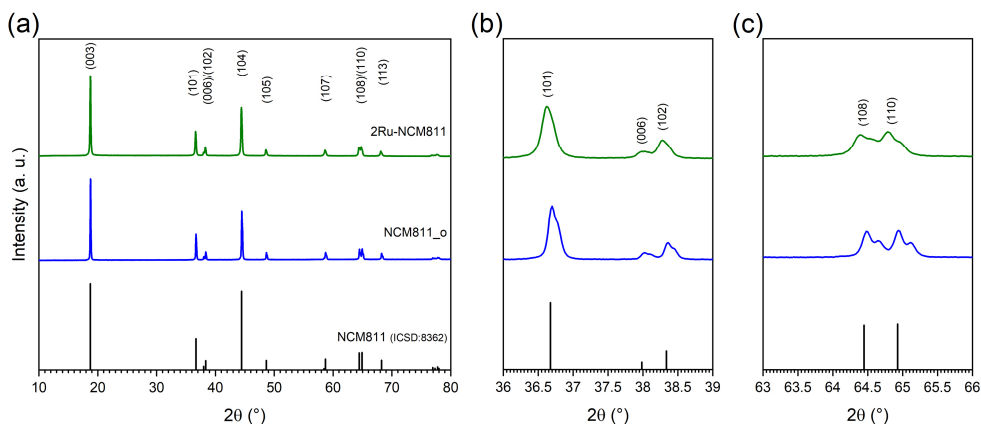 (a)
(003)
(101)
(006)/(102)
(104)
(105)
(107)
(108)/(110)
(113)
2Ru-NCM811
NCM811_o
NCM811 (ICSD:8362)
Intensity (a. u.)
10 20 30 40 50 60 70 80
2θ (°)
(b)
(101)
(006)
(102)
36 36.5 37 37.5 38 38.5 39
2θ (°)
(c)
(108)
(110)
63 63.5 64 64.5 65 65.5 66
2θ (°)